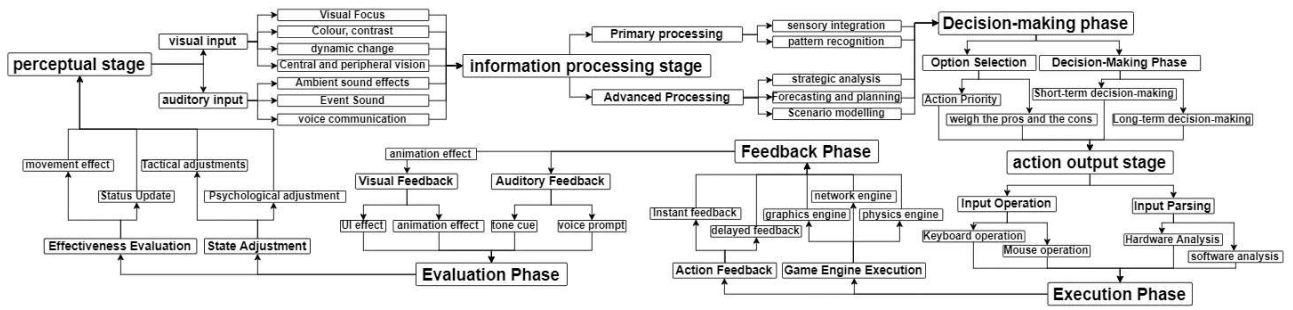 perceptual stage
visual input
Visual Focus
Colour, contrast
dynamic change
Central and peripheral vision
auditory input
Ambient sound effects
Event Sound
voice communication
information processing stage
Primary processing
sensory integration
pattern recognition
Advanced Processing
strategic analysis
Forecasting and planning
Scenario modelling
Decision-making phase
Option Selection
Action Priority
weigh the pros and the cons
Decision-Making Phase
Short-term decision-making
Long-term decision-making
action output stage
Input Operation
Keyboard operation
Mouse operation
Input Parsing
Hardware Analysis
software analysis
Execution Phase
Action Feedback
Instant feedback
delayed feedback
Game Engine Execution
graphics engine
network engine
physics engine
Feedback Phase
animation effect
Visual Feedback
UI effect
animation effect
Auditory Feedback
tone cue
voice prompt
Evaluation Phase
Effectiveness Evaluation
movement effect
Status Update
State Adjustment
Tactical adjustments
Psychological adjustment